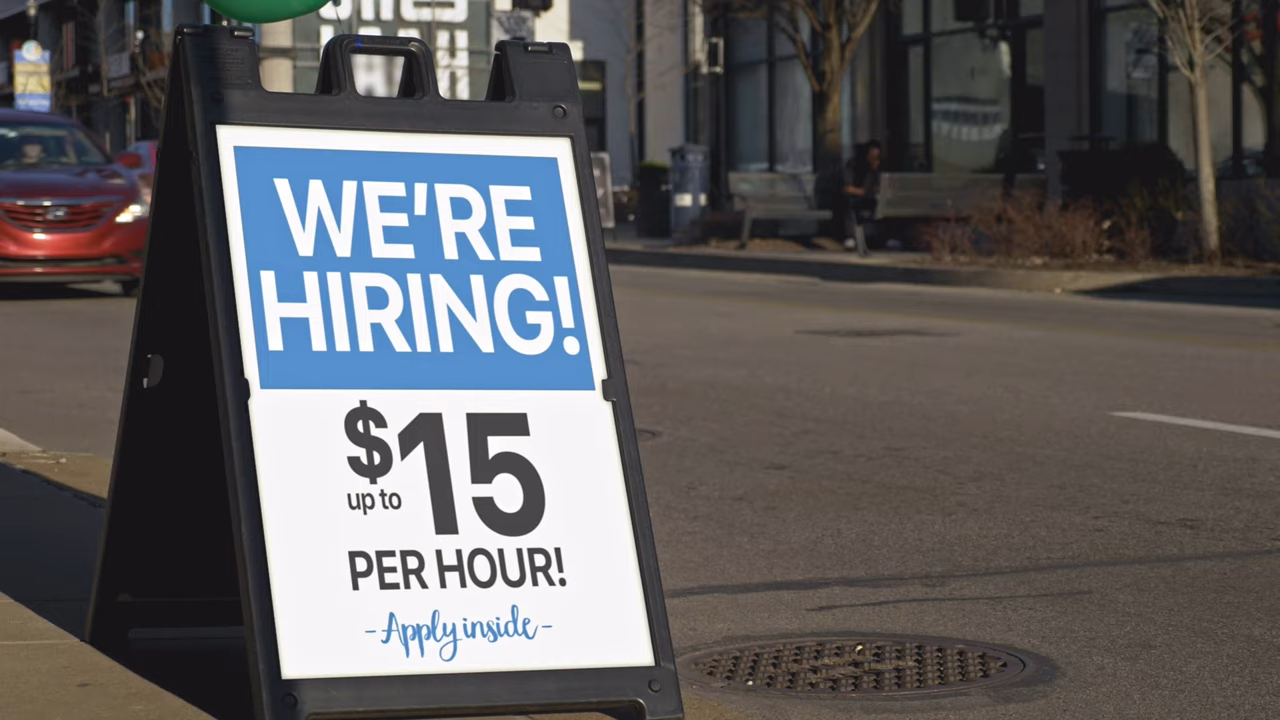 WE'RE
HIRING!
$15
up to
PER HOUR!
- Apply inside -